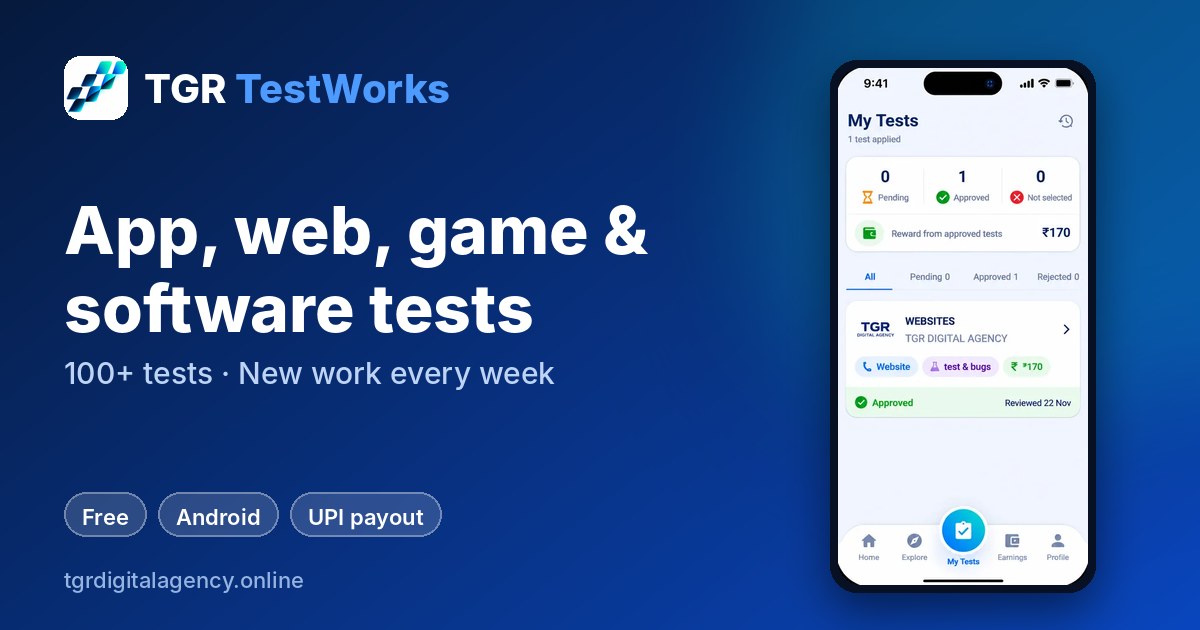 TGR TestWorks
App, web, game &
software tests
100+ tests · New work every week
Free
Android
UPI payout
tgrdigitalagency.online
9:41
My Tests
1 test applied
0
1
0
Pending
Approved
Not selected
Reward from approved tests
₹170
All
Pending 0
Approved 1
Rejected 0
TGR
DIGITAL AGENCY
WEBSITES
TGR DIGITAL AGENCY
Website
test & bugs
₹ ₹170
Approved
Reviewed 22 Nov
Home
Explore
My Tests
Earnings
Profile